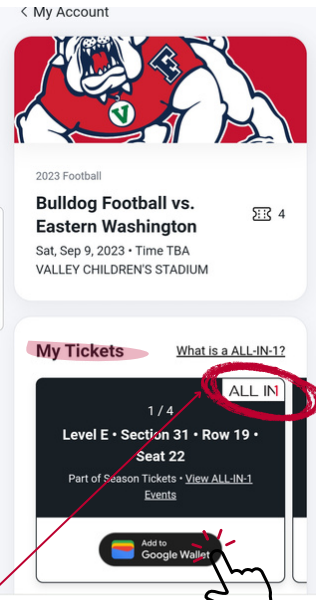 < My Account
F
V
2023 Football
Bulldog Football vs.
Eastern Washington
4
Sat, Sep 9, 2023 • Time TBA
VALLEY CHILDREN'S STADIUM
My Tickets
What is a ALL-IN-1?
ALL IN1
1 / 4
Level E • Section 31 • Row 19 •
Seat 22
Part of Season Tickets • View ALL-IN-1
Events
Add to
Google Wallet